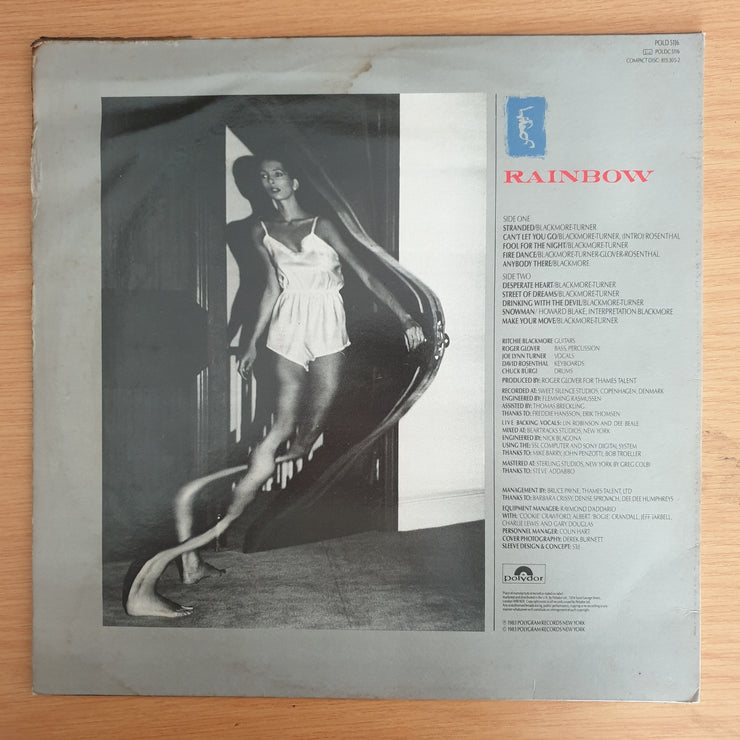 POLD 5116
POLDC 5116
COMPACT DISC: 815 305-2
RAINBOW
SIDE ONE
STRANDED/BLACKMORE-TURNER
CAN'T LET YOU GO/BLACKMORE-TURNER, (INTRO) ROSENTHAL
FOOL FOR THE NIGHT/BLACKMORE-TURNER
FIRE DANCE/BLACKMORE-TURNER-GLOVER-ROSENTHAL
ANYBODY THERE/BLACKMORE
SIDE TWO
DESPERATE HEART/BLACKMORE-TURNER
STREET OF DREAMS/BLACKMORE-TURNER
DRINKING WITH THE DEVIL/BLACKMORE-TURNER
SNOWMAN/ HOWARD BLAKE, INTERPRETATION BLACKMORE
MAKE YOUR MOVE/BLACKMORE-TURNER
RITCHIE BLACKMORE GUITARS
ROGER GLOVER BASS, PERCUSSION
JOE LYNN TURNER VOCALS
DAVID ROSENTHAL KEYBOARDS
CHUCK BÜRGI DRUMS
PRODUCED BY: ROGER GLOVER FOR THAMES TALENT
RECORDED AT: SWEET SILENCE STUDIOS, COPENHAGEN, DENMARK
ENGINEERED BY: FLEMMING RASMUSSEN
ASSISTED BY: THOMAS BRECKLING
THANKS TO: FREDDIE HANSSON, ERIK THOMSEN
L.I.V.E. BACKING VOCALS: LIN ROBINSON AND DEE BEALE
MIXED AT: BEARTRACKS STUDIOS, NEW YORK
ENGINEERED BY: NICK BLAGONA
USING THE: SSL COMPUTER AND SONY DIGITAL SYSTEM
THANKS TO: MIKE BARRY, JOHN PENZOTTI, BOB TROELLER
MASTERED AT: STERLING STUDIOS, NEW YORK BY GREG COLBI
THANKS TO: STEVE ADDABBO
MANAGEMENT BY: BRUCE PAYNE, THAMES TALENT, LTD
THANKS TO: BARBARA CRISSY, DENISE SPROVACH, DEE DEE HUMPHREYS
EQUIPMENT MANAGER: RAYMOND D'ADDARIO
WITH: 'COOKIE' CRAWFORD, ALBERT 'BOGIE' CRANDALL, JEFF TARBELL,
CHARLIE LEWIS AND GARY DOUGLAS
PERSONNEL MANAGER: COLIN HART
COVER PHOTOGRAPHY: DEREK BURNETT
SLEEVE DESIGN & CONCEPT:
polydor
℗ 1983 POLYGRAM RECORDS NEW YORK
© 1983 POLYGRAM RECORDS NEW YORK